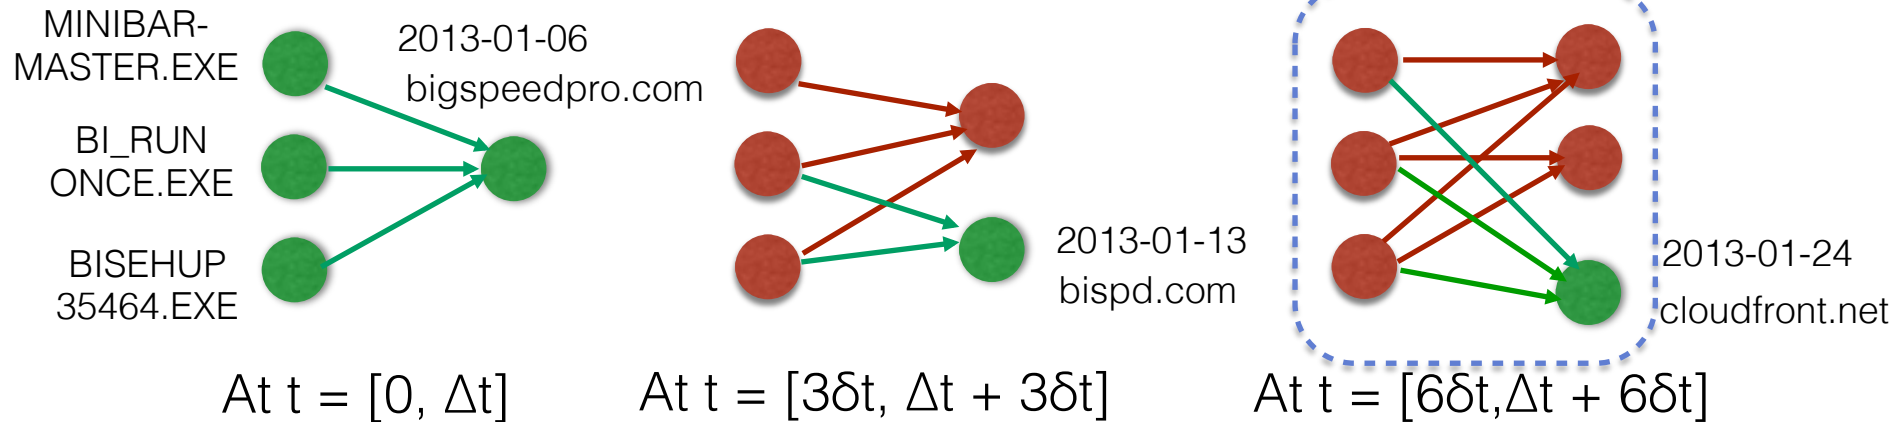 MINIBAR-
MASTER.EXE
BI_RUN
ONCE.EXE
BISEHUP
35464.EXE
2013-01-06
bigspeedpro.com
2013-01-13
bispd.com
2013-01-24
cloudfront.net
At t = [0, Δt]
At t = [3δt, Δt + 3δt]
At t = [6δt,Δt + 6δt]